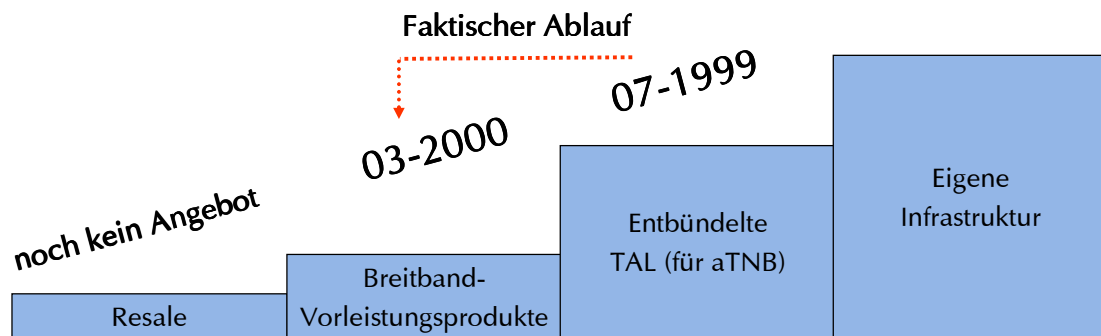 Faktischer Ablauf
07-1999
03-2000
noch kein Angebot
Eigene
Infrastruktur
Entbündelte
TAL (für aTNB)
Breitband-
Vorleistungsprodukte
Resale